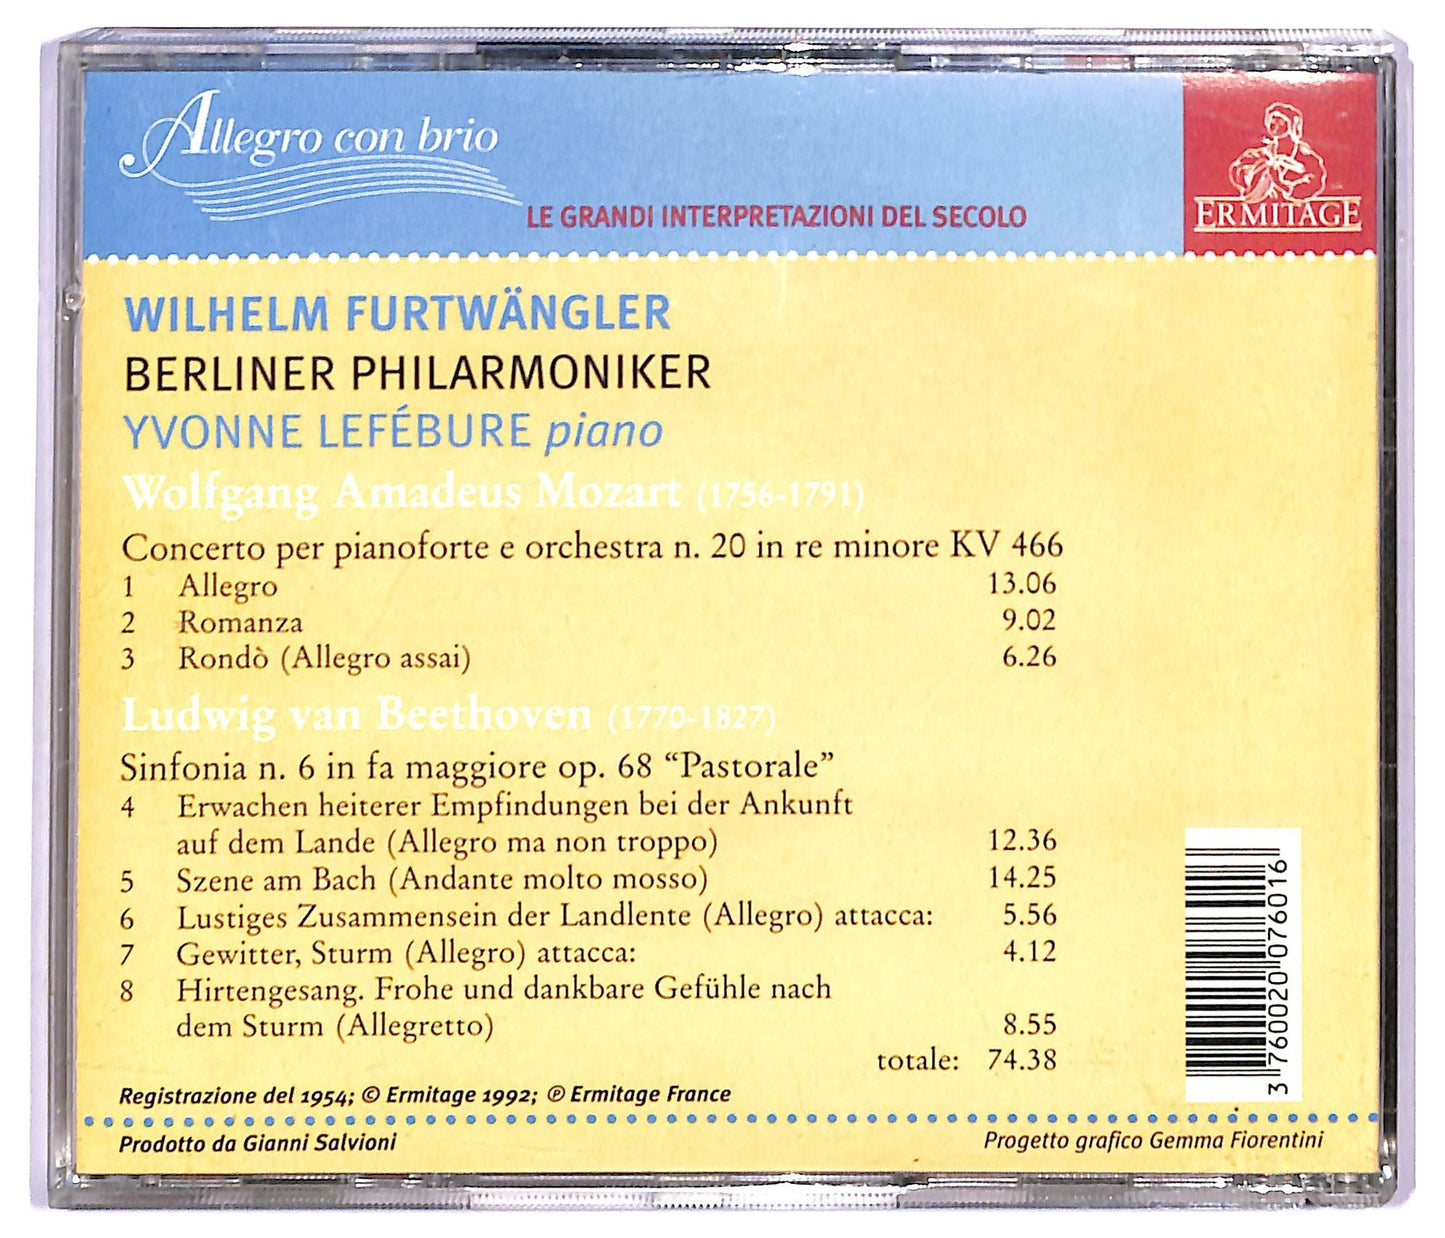 Allegro con brio
LE GRANDI INTERPRETAZIONI DEL SECOLO
ERMITAGE
WILHELM FURTWÄNGLER
BERLINER PHILARMONIKER
YVONNE LEFÉBURE piano
Wolfgang Amadeus Mozart (1756-1791)
Concerto per pianoforte e orchestra n. 20 in re minore KV 466
1 Allegro 13.06
2 Romanza 9.02
3 Rondò (Allegro assai) 6.26
Ludwig van Beethoven (1770-1827)
Sinfonia n. 6 in fa maggiore op. 68 “Pastorale”
4 Erwachen heiterer Empfindungen bei der Ankunft
auf dem Lande (Allegro ma non troppo) 12.36
5 Szene am Bach (Andante molto mosso) 14.25
6 Lustiges Zusammensein der Landlente (Allegro) attacca: 5.56
7 Gewitter, Sturm (Allegro) attacca: 4.12
8 Hirtengesang. Frohe und dankbare Gefühle nach
dem Sturm (Allegretto) 8.55
totale: 74.38
Registrazione del 1954; © Ermitage 1992; ℗ Ermitage France
Prodotto da Gianni Salvioni
Progetto grafico Gemma Fiorentini
3 760020 076016